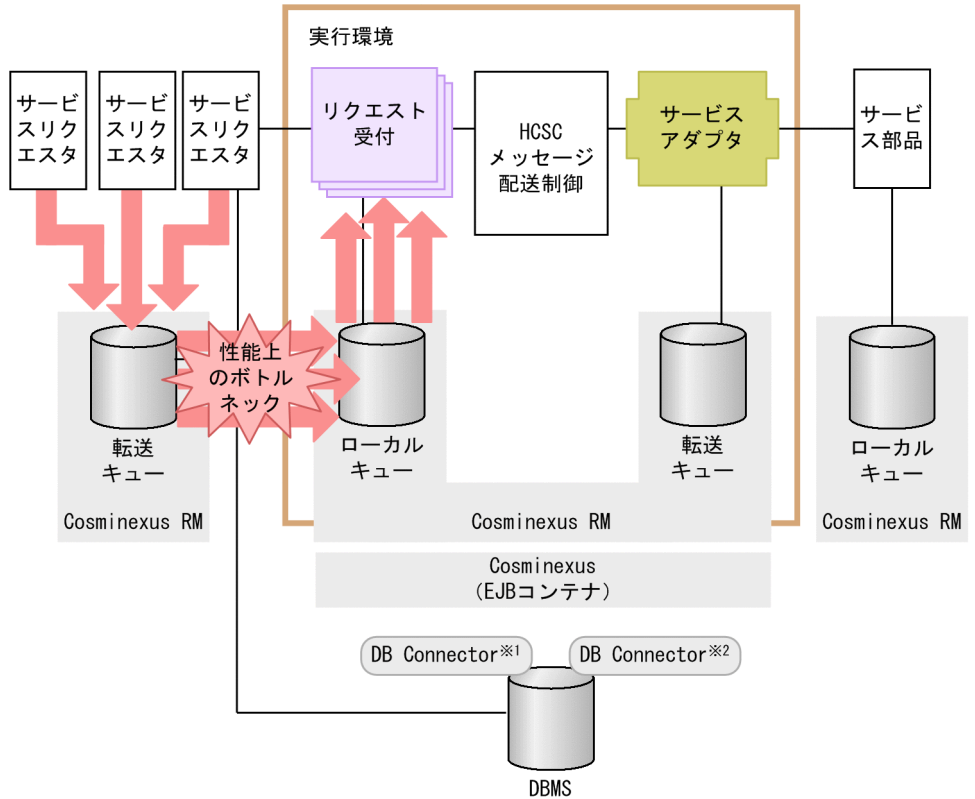 実行環境
サービ
スリク
エスタ
サービ
スリク
エスタ
サービ
スリク
エスタ
リクエスト
受付
HCSC
メッセージ
配送制御
サービス
アダプタ
サービ
ス部品
性能上
のボトル
ネック
転送
キュー
ローカル
キュー
転送
キュー
ローカル
キュー
Cosminexus RM
Cosminexus RM
Cosminexus RM
Cosminexus
（EJBコンテナ）
DB Connector※1
DB Connector※2
DBMS